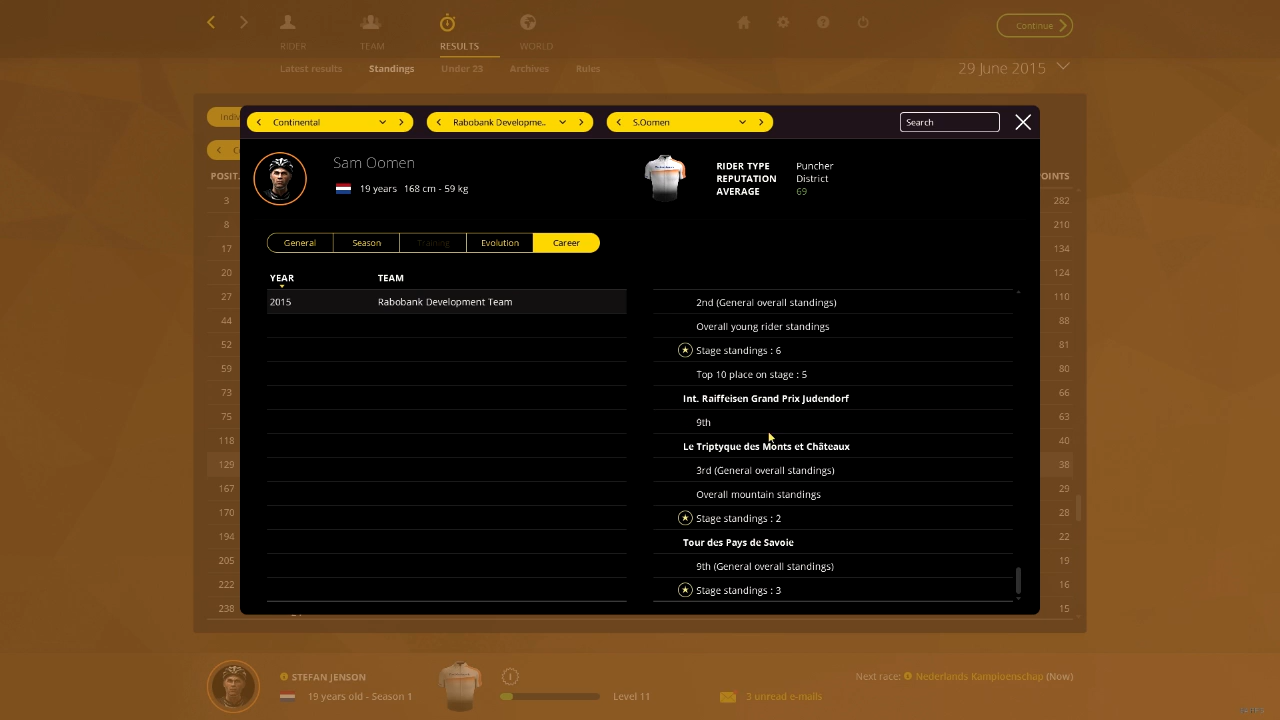 RIDER
TEAM
RESULTS
WORLD
Continue
Latest results
Standings
Under 23
Archives
Rules
29 June 2015
Continental
Rabobank Developme..
S.Oomen
Search
Sam Oomen
19 years 168 cm - 59 kg
RIDER TYPE Puncher
REPUTATION District
AVERAGE 69
General
Season
Training
Evolution
Career
POSIT.
POINTS
YEAR TEAM
2015 Rabobank Development Team
2nd (General overall standings)
Overall young rider standings
Stage standings : 6
Top 10 place on stage : 5
Int. Raiffeisen Grand Prix Judendorf
9th
Le Triptyque des Monts et Châteaux
3rd (General overall standings)
Overall mountain standings
Stage standings : 2
Tour des Pays de Savoie
9th (General overall standings)
Stage standings : 3
3 282
8 210
17 134
20 124
27 110
44 88
52 81
59 80
73 66
75 63
118 40
129 38
167 29
170 28
194 22
205 19
222 16
238 15
STEFAN JENSON
19 years old - Season 1
Level 11
3 unread e-mails
Next race: Nederlands Kampioenschap (Now)